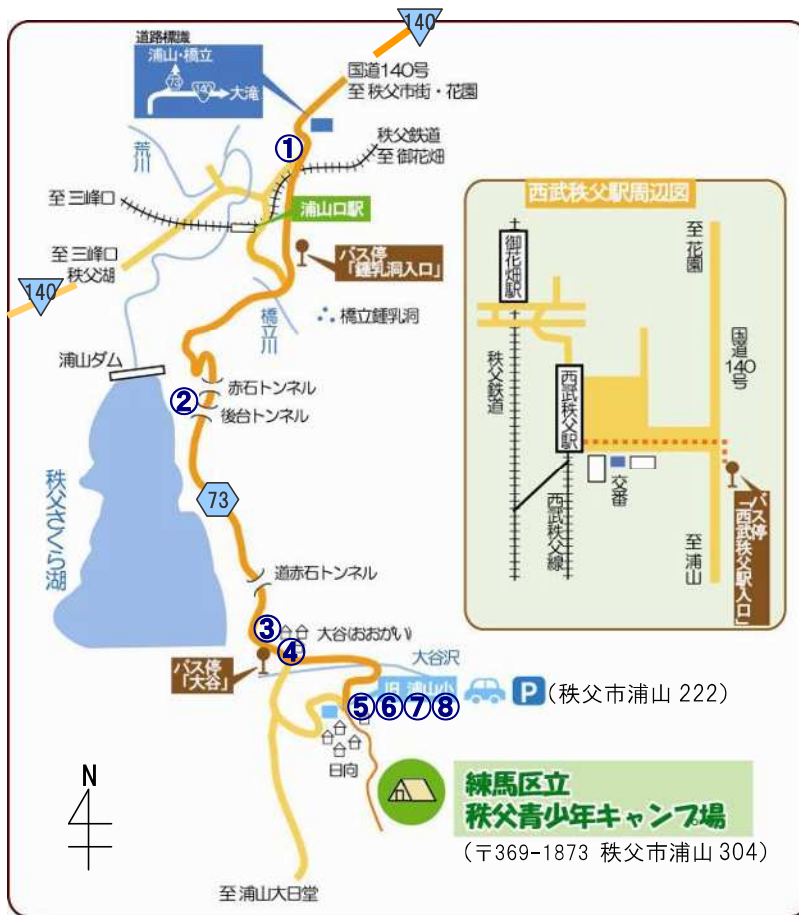 140
道路標識
浦山・橋立
73
140
大滝
国道140号
至 秩父市街・花園
①
秩父鉄道
至 御花畑
荒川
至 三峰口
浦山口駅
バス停
「鍾乳洞入口」
至 三峰口
秩父湖
140
橋立川
橋立鍾乳洞
浦山ダム
赤石トンネル
②
後台トンネル
秩父さくら湖
73
道赤石トンネル
③
大谷(おおがい)
④
バス停
「大谷」
大谷沢
旧 浦山小
P
(秩父市浦山 222)
⑤⑥⑦⑧
日向
練馬区立
秩父青少年キャンプ場
(〒369-1873 秩父市浦山 304)
N
至 浦山大日堂
西武秩父駅周辺図
御花畑駅
至 花園
国道140号
秩父鉄道
西武秩父駅
交番
西武秩父線
バス停
「西武秩父駅入口」
至 浦山